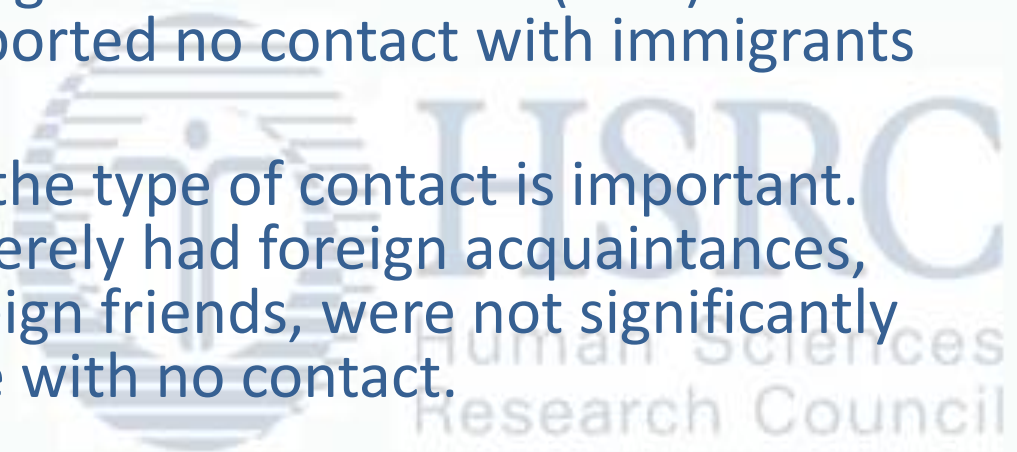 ported no contact with immigrants
HSRC
the type of contact is important.
erely had foreign acquaintances,
ign friends, were not significantly
Human Sciences
with no contact.
Research Council